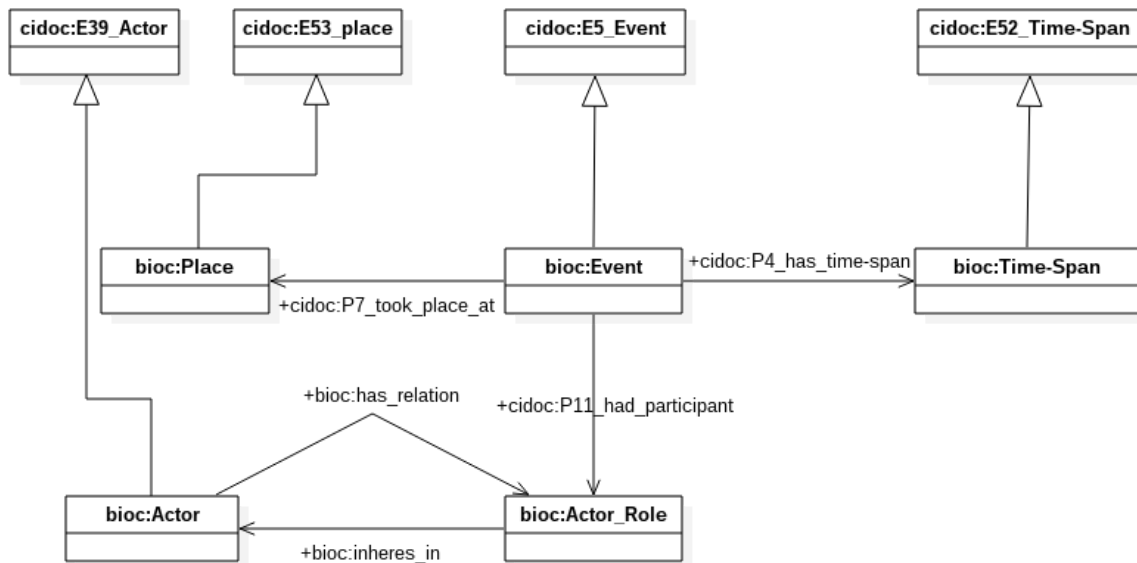 cidoc:E39_Actor
cidoc:E53_place
cidoc:E5_Event
cidoc:E52_Time-Span
bioc:Place
bioc:Event
+cidoc:P4_has_time-span
bioc:Time-Span
+cidoc:P7_took_place_at
+bioc:has_relation
+cidoc:P11_had_participant
bioc:Actor
bioc:Actor_Role
+bioc:inheres_in